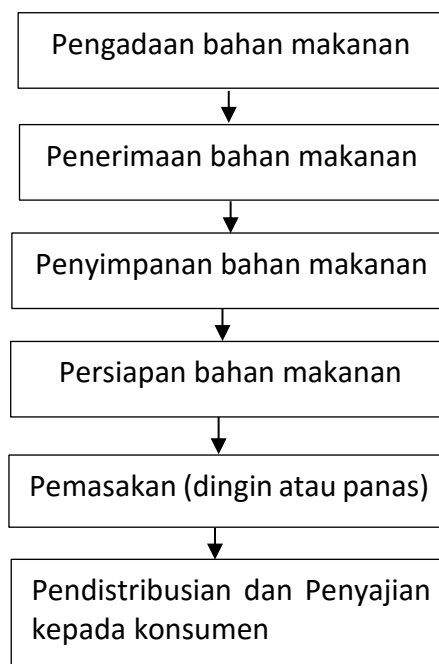 Pengadaan bahan makanan
Penerimaan bahan makanan
Penyimpanan bahan makanan
Persiapan bahan makanan
Pemasakan (dingin atau panas)
Pendistribusian dan Penyajian
kepada konsumen